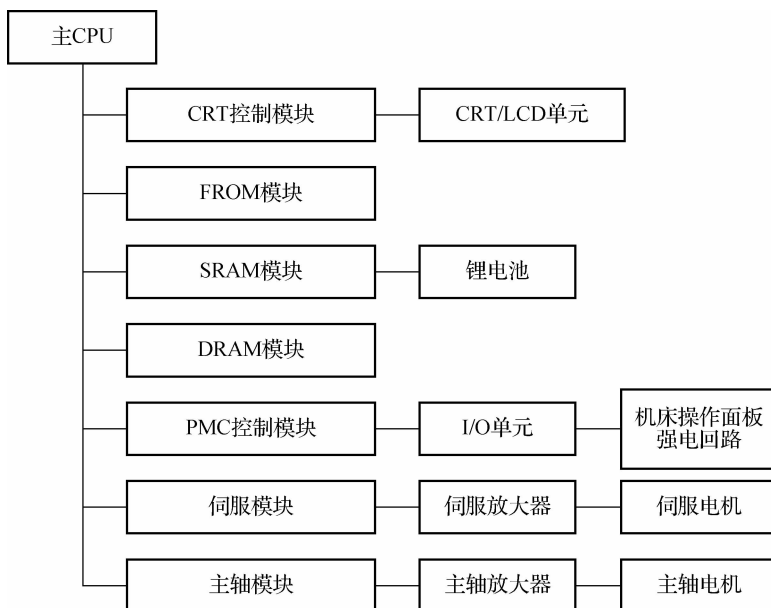 主CPU
CRT控制模块
CRT/LCD单元
FROM模块
SRAM模块
锂电池
DRAM模块
PMC控制模块
I/O单元
机床操作面板
强电回路
伺服模块
伺服放大器
伺服电机
主轴模块
主轴放大器
主轴电机